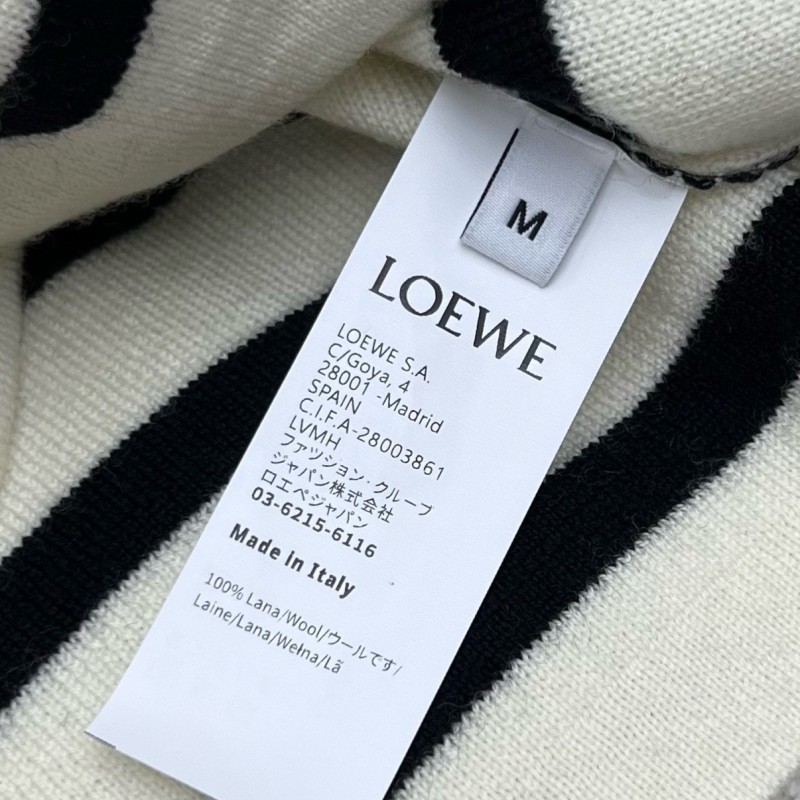 M
LOEWE
LOEWE S.A.
C/Goya, 4
28001 -Madrid
SPAIN
C.I.F.A-28003861
LVMH
ファツション・クループ
ジャパン株式会社
ロエベジャパン
03-6215-6116
Made in Italy
100% Lana/Wool/ウールです/
Laine/Lana/Wełna/Lã